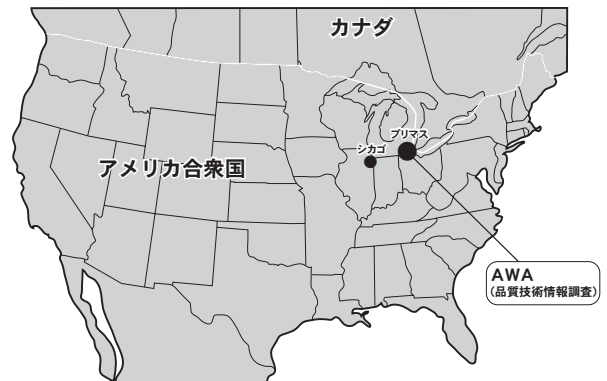 カナダ
プリマス
シカゴ
アメリカ合衆国
AWA
(品質技術情報調査)